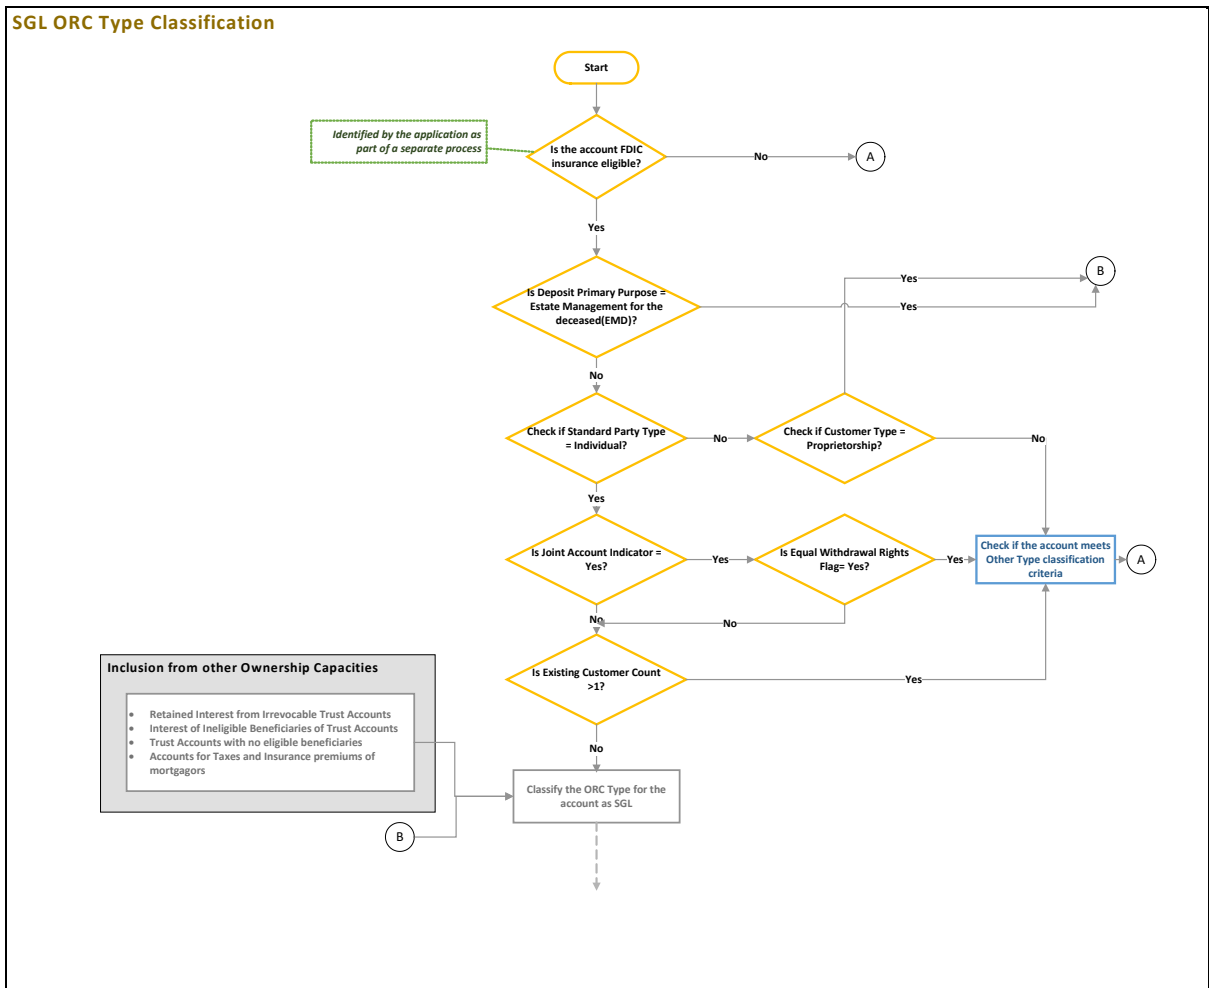 SGL ORC Type Classification
Start
Identified by the application as
part of a separate process
Is the account FDIC
insurance eligible?
No
A
Yes
Is Deposit Primary Purpose =
Estate Management for the
deceased(EMD)?
Yes
Yes
B
No
Check if Standard Party Type
= Individual?
No
Check if Customer Type =
Proprietorship?
No
Yes
Is Joint Account Indicator =
Yes?
Yes
Is Equal Withdrawal Rights
Flag= Yes?
Yes
Check if the account meets
Other Type classification
criteria
A
No
No
Is Existing Customer Count
>1?
Yes
No
Inclusion from other Ownership Capacities
• Retained Interest from Irrevocable Trust Accounts
• Interest of Ineligible Beneficiaries of Trust Accounts
• Trust Accounts with no eligible beneficiaries
• Accounts for Taxes and Insurance premiums of
mortgagors
Classify the ORC Type for the
account as SGL
B